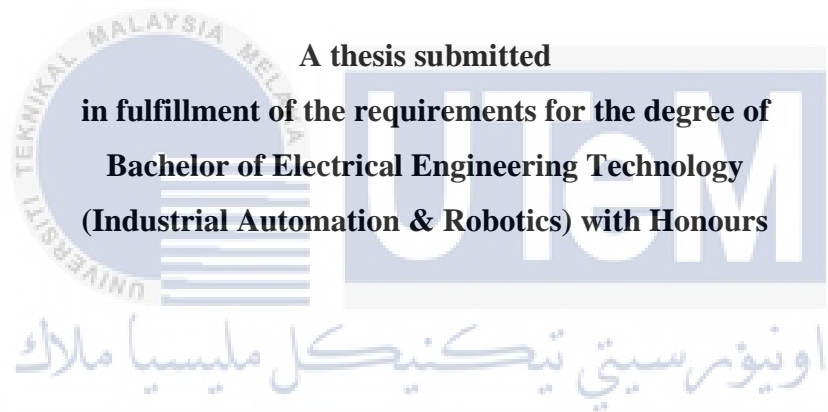 A thesis submitted
in fulfillment of the requirements for the degree of
Bachelor of Electrical Engineering Technology
(Industrial Automation & Robotics) with Honours
UNIVERSITI TEKNIKAL MALAYSIA MELAKA
UTeM
اونيۏرسيتي تيكنيكل مليسيا ملاك